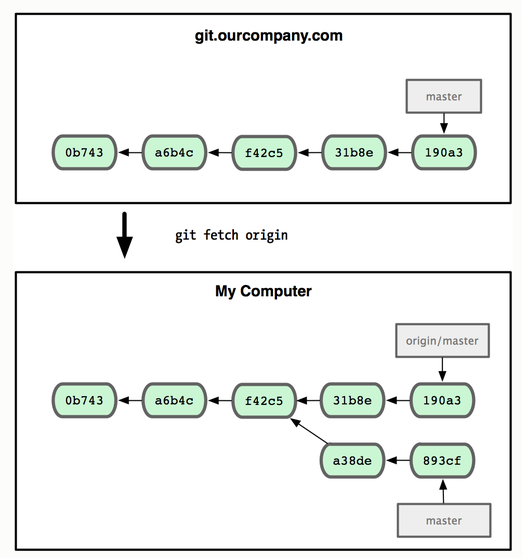 git.ourcompany.com
master
0b743 a6b4c f42c5 31b8e 190a3
git fetch origin
My Computer
origin/master
0b743 a6b4c f42c5 31b8e 190a3
a38de 893cf
master